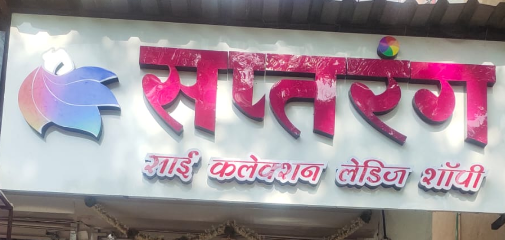 सप्तरंग
साई कलेक्शन लेडिज शॉपी